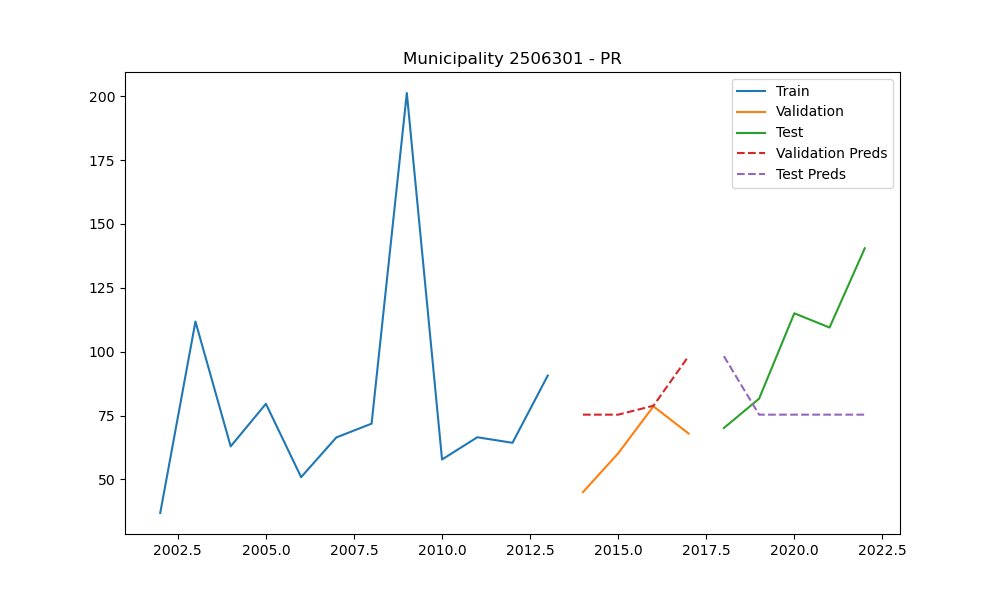 Municipality 2506301 - PR
Train
Validation
Test
Validation Preds
Test Preds
200
175
150
125
100
75
50
2002.5 2005.0 2007.5 2010.0 2012.5 2015.0 2017.5 2020.0 2022.5